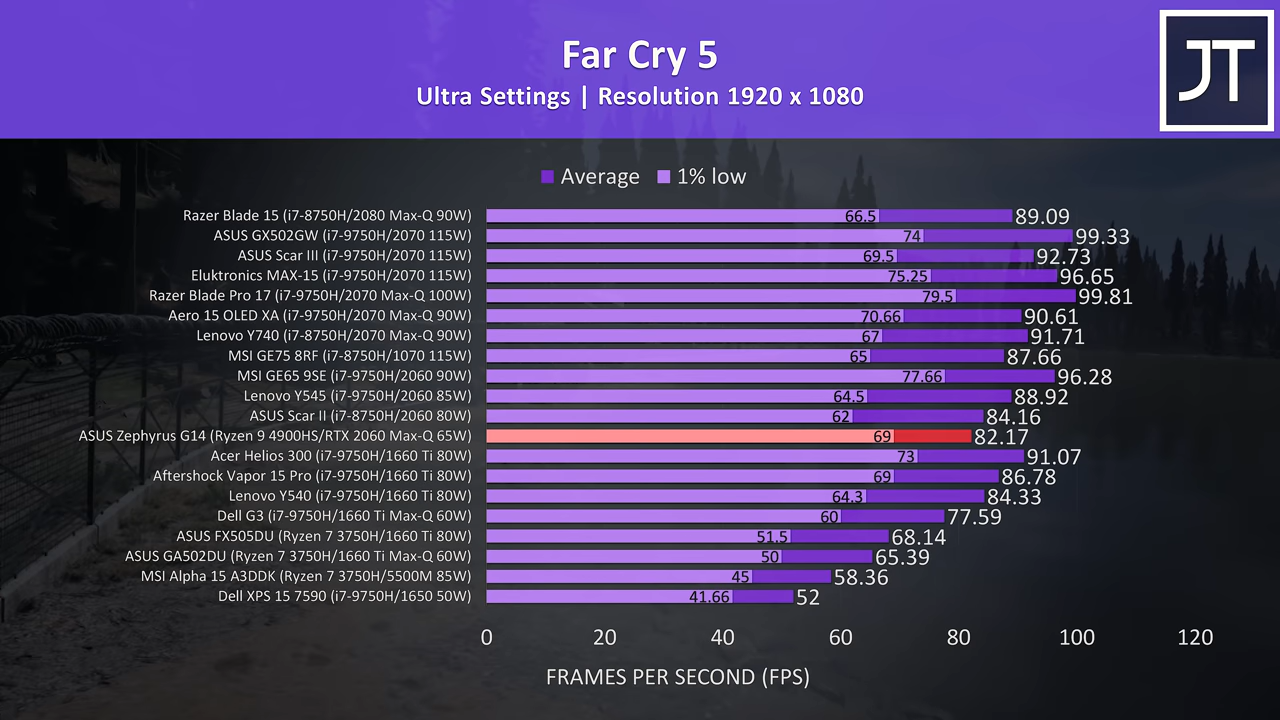 Far Cry 5
JT
Ultra Settings | Resolution 1920 x 1080
Average 1% low
Razer Blade 15 (i7-8750H/2080 Max-Q 90W) 66.5 89.09
ASUS GX502GW (i7-9750H/2070 115W) 74 99.33
ASUS Scar III (i7-9750H/2070 115W) 69.5 92.73
Eluktronics MAX-15 (i7-9750H/2070 115W) 75.25 96.65
Razer Blade Pro 17 (i7-9750H/2070 Max-Q 100W) 79.5 99.81
Aero 15 OLED XA (i7-9750H/2070 Max-Q 90W) 70.66 90.61
Lenovo Y740 (i7-8750H/2070 Max-Q 90W) 67 91.71
MSI GE75 8RF (i7-8750H/1070 115W) 65 87.66
MSI GE65 9SE (i7-9750H/2060 90W) 77.66 96.28
Lenovo Y545 (i7-9750H/2060 85W) 64.5 88.92
ASUS Scar II (i7-8750H/2060 80W) 62 84.16
ASUS Zephyrus G14 (Ryzen 9 4900HS/RTX 2060 Max-Q 65W) 69 82.17
Acer Helios 300 (i7-9750H/1660 Ti 80W) 73 91.07
Aftershock Vapor 15 Pro (i7-9750H/1660 Ti 80W) 69 86.78
Lenovo Y540 (i7-9750H/1660 Ti 80W) 64.3 84.33
Dell G3 (i7-9750H/1660 Ti Max-Q 60W) 60 77.59
ASUS FX505DU (Ryzen 7 3750H/1660 Ti 80W) 51.5 68.14
ASUS GA502DU (Ryzen 7 3750H/1660 Ti Max-Q 60W) 50 65.39
MSI Alpha 15 A3DDK (Ryzen 7 3750H/5500M 85W) 45 58.36
Dell XPS 15 7590 (i7-9750H/1650 50W) 41.66 52
0 20 40 60 80 100 120
FRAMES PER SECOND (FPS)